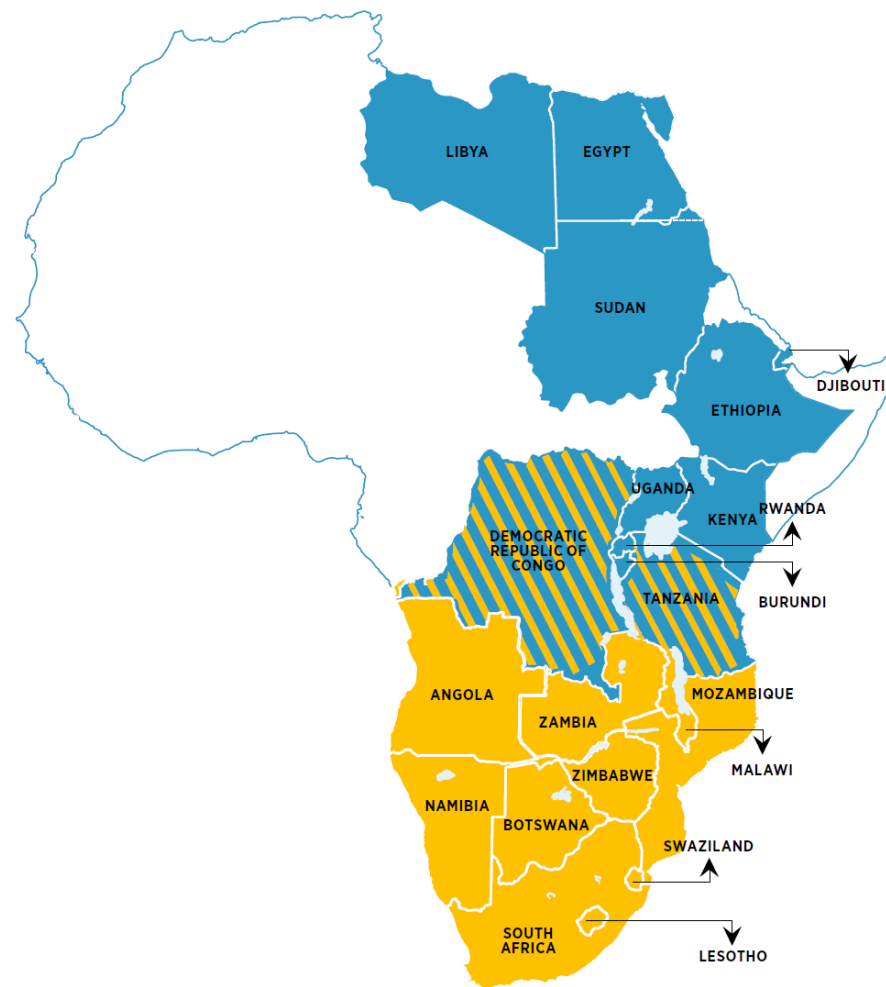 LIBYA
EGYPT
SUDAN
DJIBOUTI
ETHIOPIA
UGANDA
RWANDA
KENYA
DEMOCRATIC
REPUBLIC OF
CONGO
TANZANIA
BURUNDI
ANGOLA
MOZAMBIQUE
ZAMBIA
MALAWI
ZIMBABWE
NAMIBIA
BOTSWANA
SWAZILAND
SOUTH
AFRICA
LESOTHO